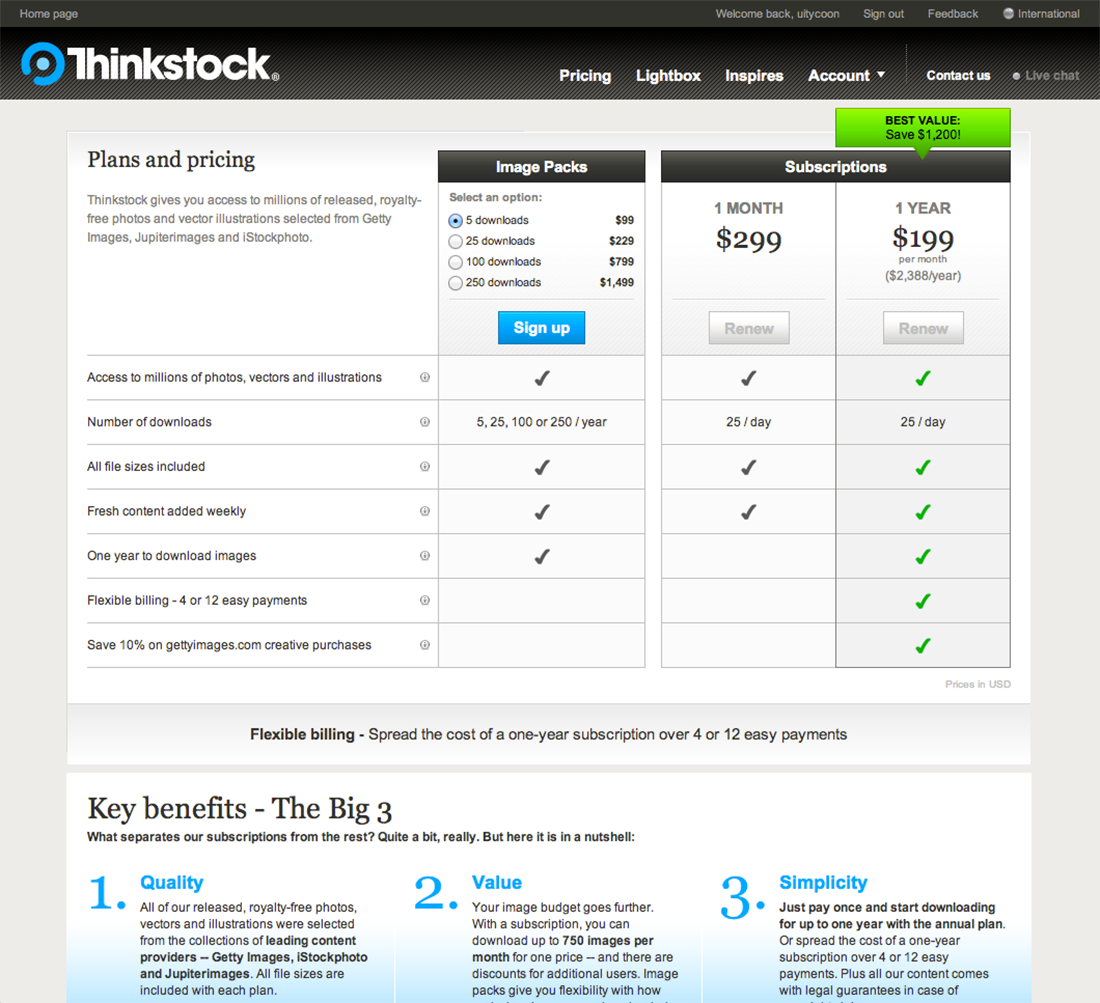 Home page
Welcome back, uitycoon Sign out Feedback International
Thinkstock®
Pricing Lightbox Inspires Account Contact us Live chat
BEST VALUE:
Save $1,200!
Plans and pricing
Thinkstock gives you access to millions of released, royalty-
free photos and vector illustrations selected from Getty
Images, Jupiterimages and iStockphoto.
Image Packs
Select an option:
5 downloads $99
25 downloads $229
100 downloads $799
250 downloads $1,499
Sign up
Subscriptions
1 MONTH
$299
Renew
1 YEAR
$199
per month
($2,388/year)
Renew
Access to millions of photos, vectors and illustrations
Number of downloads 5, 25, 100 or 250 / year 25 / day 25 / day
All file sizes included
Fresh content added weekly
One year to download images
Flexible billing - 4 or 12 easy payments
Save 10% on gettyimages.com creative purchases
Prices in USD
Flexible billing - Spread the cost of a one-year subscription over 4 or 12 easy payments
Key benefits - The Big 3
What separates our subscriptions from the rest? Quite a bit, really. But here it is in a nutshell:
1. Quality
All of our released, royalty-free photos,
vectors and illustrations were selected
from the collections of leading content
providers -- Getty Images, iStockphoto
and Jupiterimages. All file sizes are
included with each plan.
2. Value
Your image budget goes further.
With a subscription, you can
download up to 750 images per
month for one price -- and there are
discounts for additional users. Image
packs give you flexibility with how
3. Simplicity
Just pay once and start downloading
for up to one year with the annual plan.
Or spread the cost of a one-year
subscription over 4 or 12 easy
payments. Plus all our content comes
with legal guarantees in case of